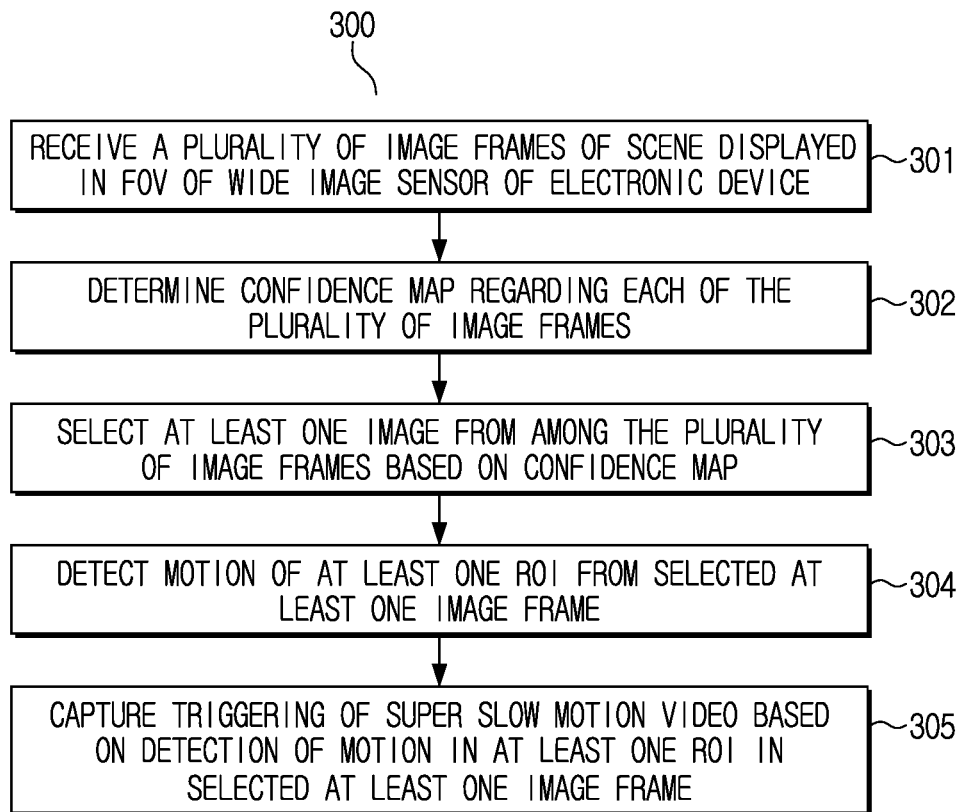 300
RECEIVE A PLURALITY OF IMAGE FRAMES OF SCENE DISPLAYED
IN FOV OF WIDE IMAGE SENSOR OF ELECTRONIC DEVICE
301
DETERMINE CONFIDENCE MAP REGARDING EACH OF THE
PLURALITY OF IMAGE FRAMES
302
SELECT AT LEAST ONE IMAGE FROM AMONG THE PLURALITY
OF IMAGE FRAMES BASED ON CONFIDENCE MAP
303
DETECT MOTION OF AT LEAST ONE ROI FROM SELECTED AT
LEAST ONE IMAGE FRAME
304
CAPTURE TRIGGERING OF SUPER SLOW MOTION VIDEO BASED
ON DETECTION OF MOTION IN AT LEAST ONE ROI IN
SELECTED AT LEAST ONE IMAGE FRAME
305